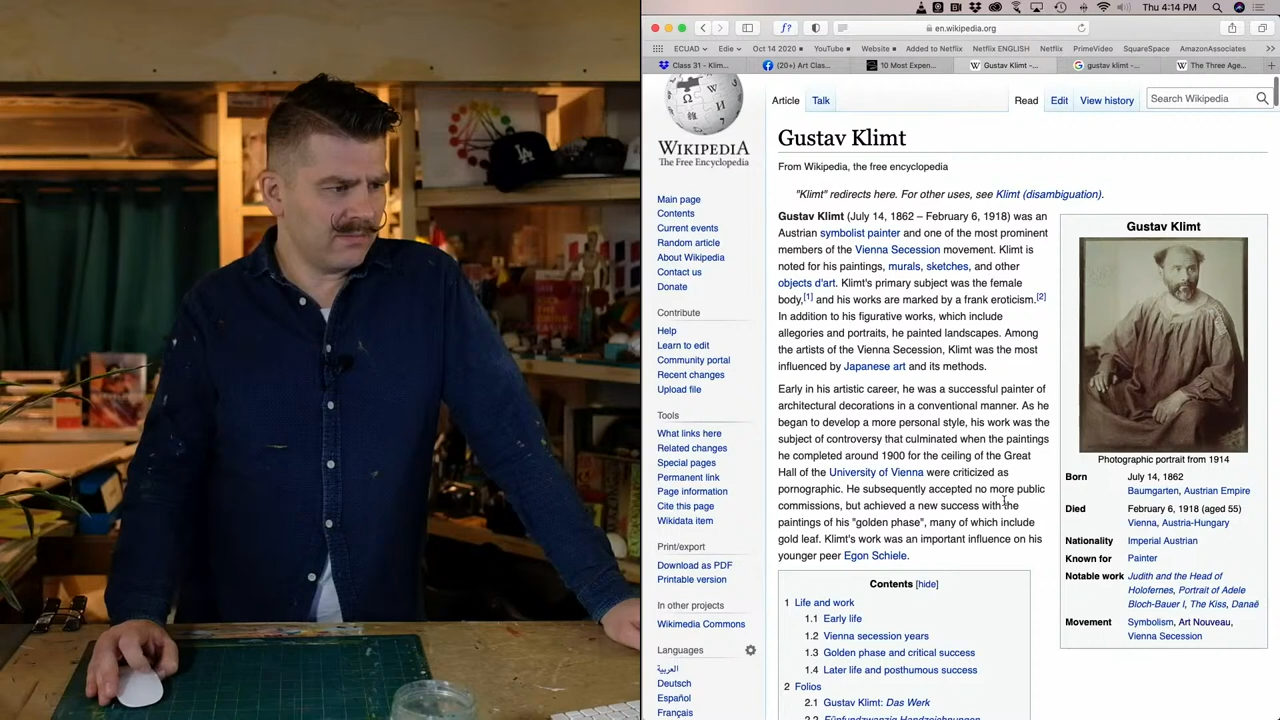 Thu 4:14 PM
en.wikipedia.org
ECUAD
Edie
Oct 14 2020
YouTube
Website
Added to Netflix
Netflix ENGLISH
Netflix
PrimeVideo
SquareSpace
AmazonAssociates
Class 31 - Klim...
(20+) Art Clas...
10 Most Expen...
Gustav Klimt -...
gustav klimt -...
The Three Age...
WIKIPEDIA
The Free Encyclopedia
Main page
Contents
Current events
Random article
About Wikipedia
Contact us
Donate
Contribute
Help
Learn to edit
Community portal
Recent changes
Upload file
Tools
What links here
Related changes
Special pages
Permanent link
Page information
Cite this page
Wikidata item
Print/export
Download as PDF
Printable version
In other projects
Wikimedia Commons
Languages
العربية
Deutsch
Español
Français
Article
Talk
Read
Edit
View history
Search Wikipedia
Gustav Klimt
From Wikipedia, the free encyclopedia
"Klimt" redirects here. For other uses, see Klimt (disambiguation).
Gustav Klimt (July 14, 1862 – February 6, 1918) was an
Austrian symbolist painter and one of the most prominent
members of the Vienna Secession movement. Klimt is
noted for his paintings, murals, sketches, and other
objects d'art. Klimt's primary subject was the female
body,[1] and his works are marked by a frank eroticism.[2]
In addition to his figurative works, which include
allegories and portraits, he painted landscapes. Among
the artists of the Vienna Secession, Klimt was the most
influenced by Japanese art and its methods.
Early in his artistic career, he was a successful painter of
architectural decorations in a conventional manner. As he
began to develop a more personal style, his work was the
subject of controversy that culminated when the paintings
he completed around 1900 for the ceiling of the Great
Hall of the University of Vienna were criticized as
pornographic. He subsequently accepted no more public
commissions, but achieved a new success with the
paintings of his "golden phase", many of which include
gold leaf. Klimt's work was an important influence on his
younger peer Egon Schiele.
Contents [hide]
1 Life and work
1.1 Early life
1.2 Vienna secession years
1.3 Golden phase and critical success
1.4 Later life and posthumous success
2 Folios
2.1 Gustav Klimt: Das Werk
2.2 Fünfundzwanzig Handzeichnungen
Gustav Klimt
Photographic portrait from 1914
Born July 14, 1862
Baumgarten, Austrian Empire
Died February 6, 1918 (aged 55)
Vienna, Austria-Hungary
Nationality Imperial Austrian
Known for Painter
Notable work Judith and the Head of
Holofernes, Portrait of Adele
Bloch-Bauer I, The Kiss, Danaë
Movement Symbolism, Art Nouveau,
Vienna Secession
LA